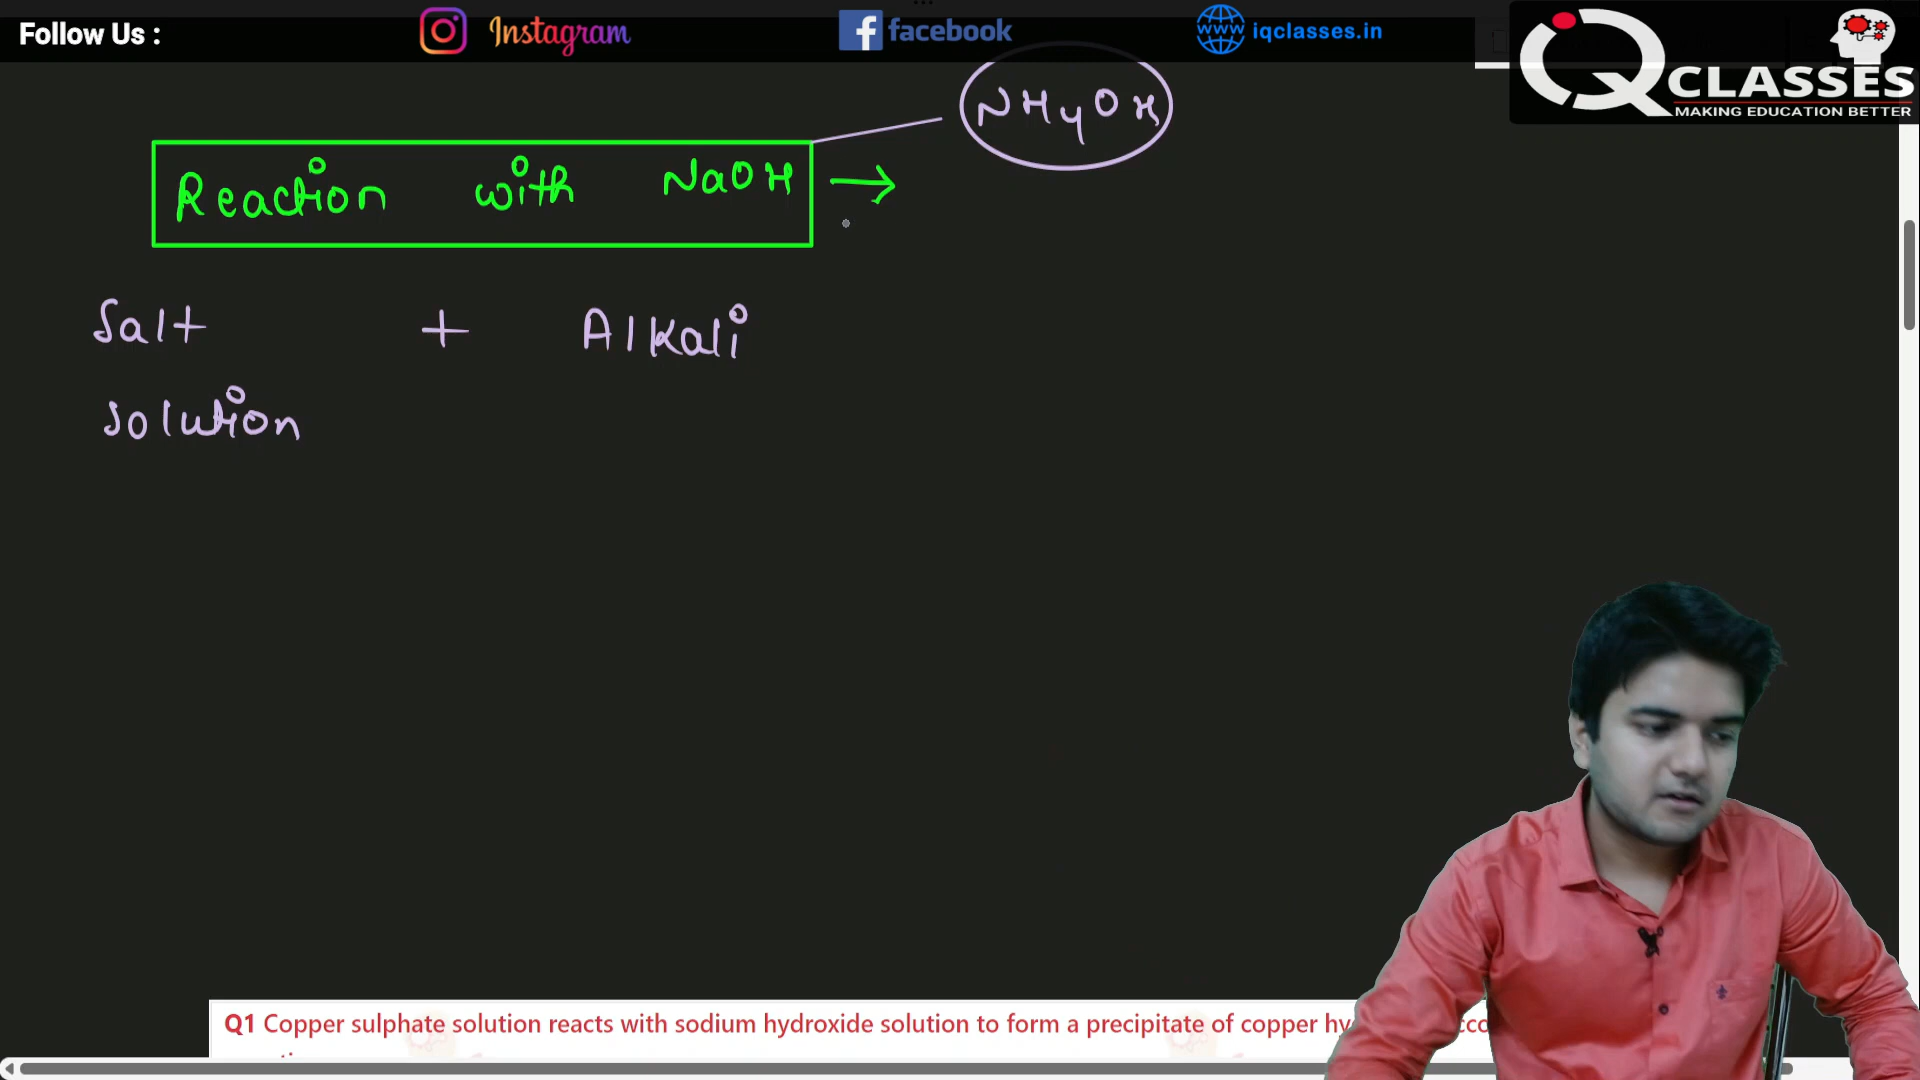 Follow Us :
Instagram
facebook
iqclasses.in
IQ CLASSES
MAKING EDUCATION BETTER
NH4OH
Reaction with NaOH →
Salt + Alkali
Solution
Q1 Copper sulphate solution reacts with sodium hydroxide solution to form a precipitate of copper